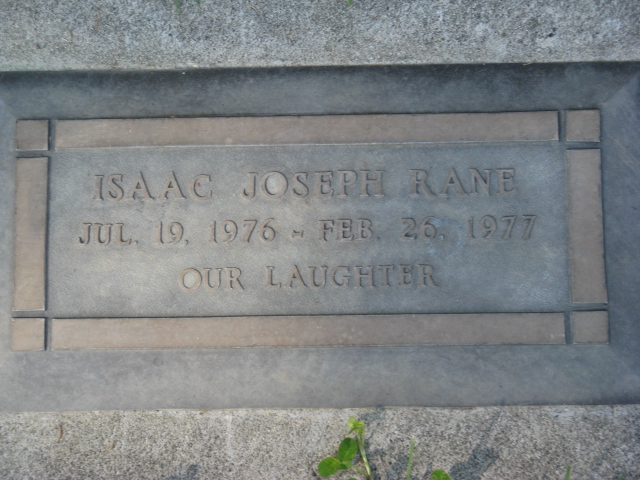 ISAAC JOSEPH RANE
JUL. 19, 1976 ~ FEB. 26, 1977
OUR LAUGHTER